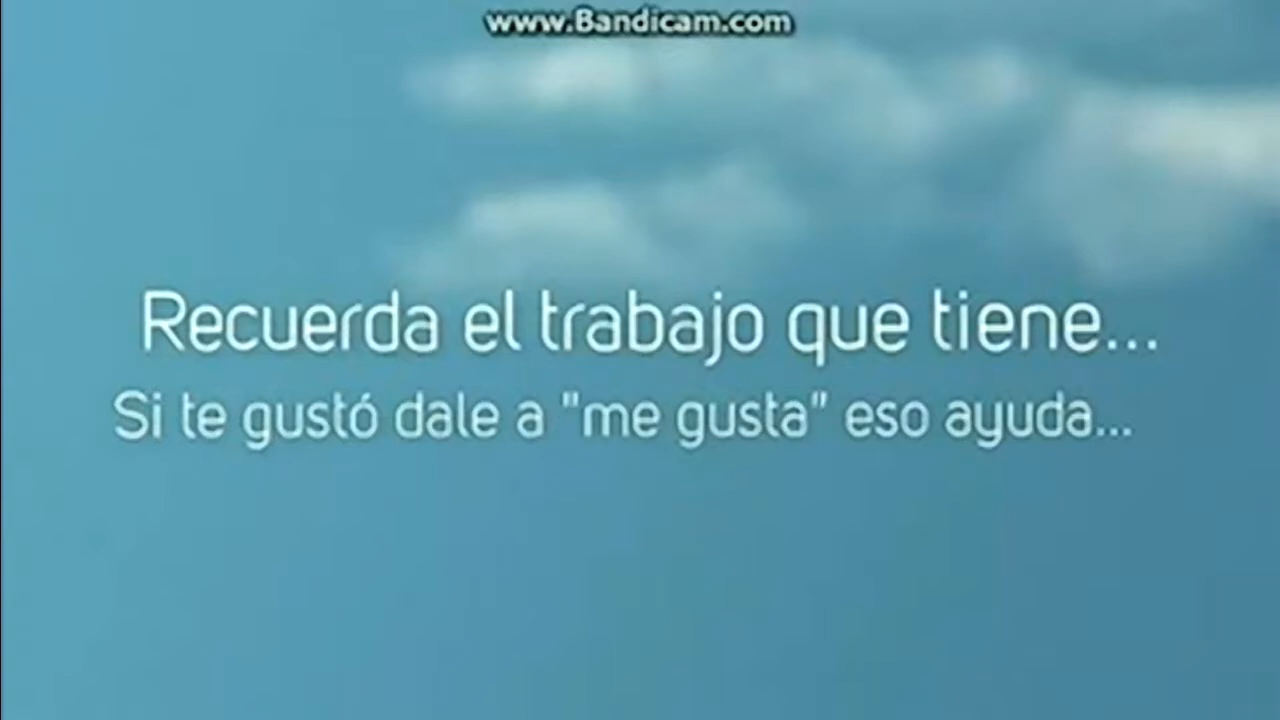 www.Bandicam.com
Recuerda el trabajo que tiene...
Si te gustó dale a "me gusta" eso ayuda...